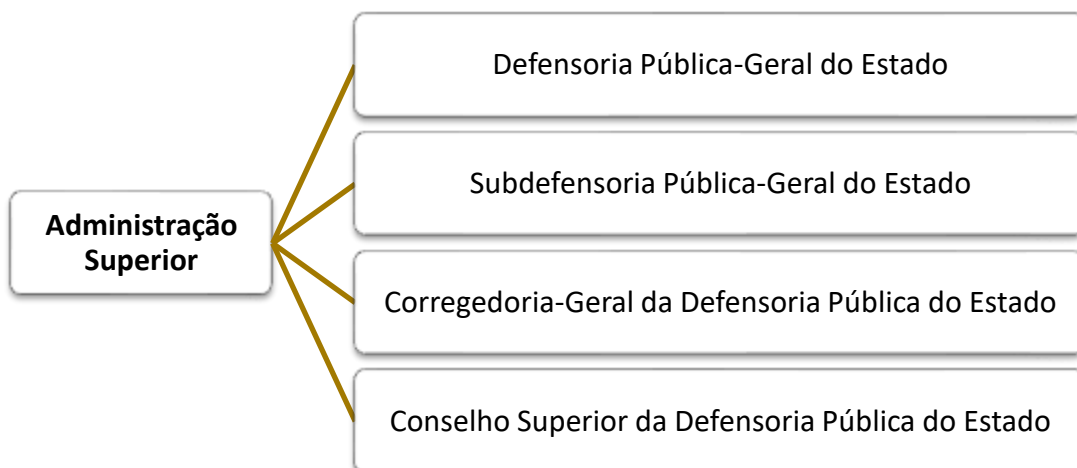 Defensoria Pública-Geral do Estado
Subdefensoria Pública-Geral do Estado
Administração
Superior
Corregedoria-Geral da Defensoria Pública do Estado
Conselho Superior da Defensoria Pública do Estado